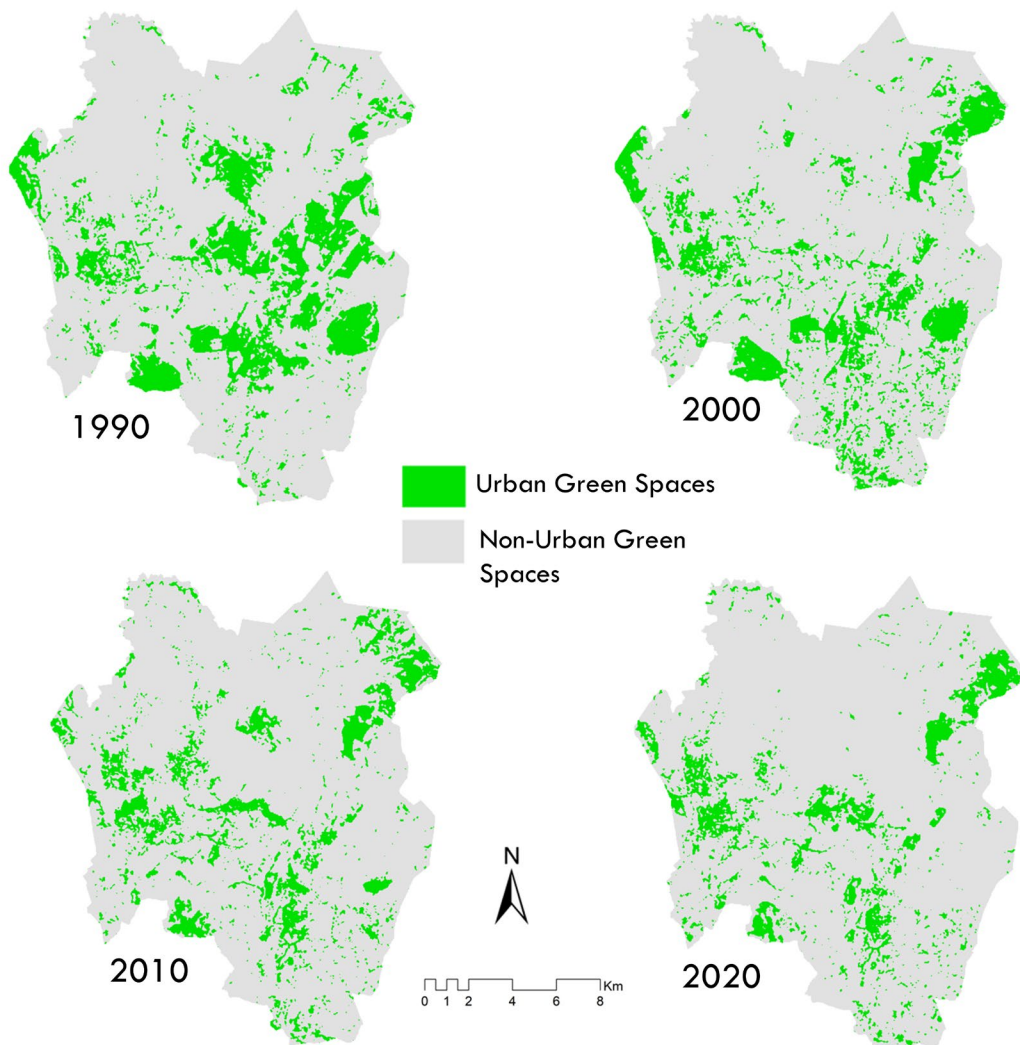 1990
2000
Urban Green Spaces
Non-Urban Green
Spaces
2010
N
0 1 2 4 6 8 Km
2020